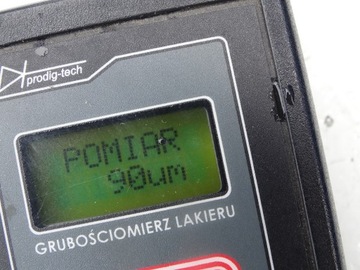 prodig-tech
POMIAR
90um
GRUBOŚCIOMIERZ LAKIERU